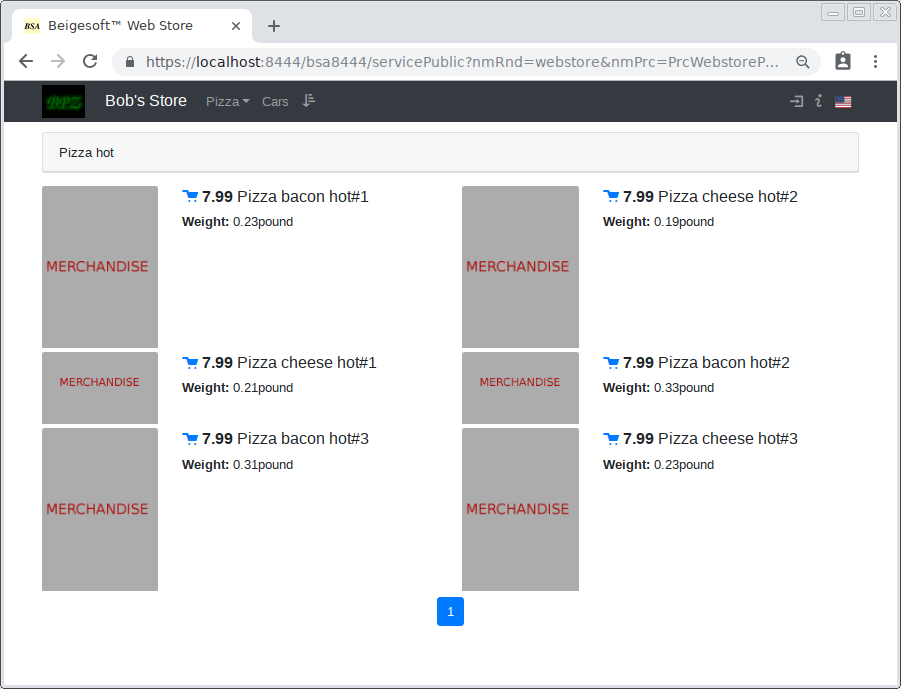 BSA Beigesoft™ Web Store
https://localhost:8444/bsa8444/servicePublic?nmRnd=webstore&nmPrc=PrcWebstoreP...
BPZ Bob's Store Pizza Cars
Pizza hot
MERCHANDISE
7.99 Pizza bacon hot#1
Weight: 0.23pound
MERCHANDISE
7.99 Pizza cheese hot#2
Weight: 0.19pound
MERCHANDISE
7.99 Pizza cheese hot#1
Weight: 0.21pound
MERCHANDISE
7.99 Pizza bacon hot#2
Weight: 0.33pound
MERCHANDISE
7.99 Pizza bacon hot#3
Weight: 0.31pound
MERCHANDISE
7.99 Pizza cheese hot#3
Weight: 0.23pound
1